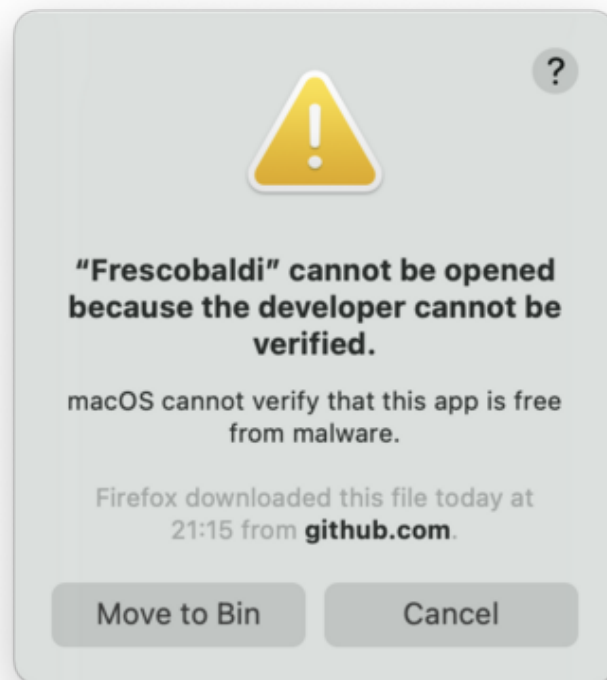 ?
“Frescobaldi” cannot be opened
because the developer cannot be
verified.
macOS cannot verify that this app is free
from malware.
Firefox downloaded this file today at
21:15 from github.com.
Move to Bin
Cancel